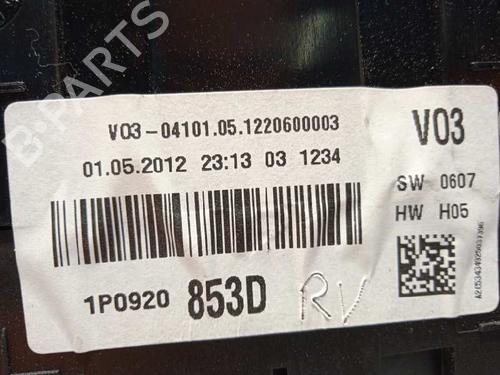 B-PARTS
V03-04101.05.1220600003
V03
01.05.2012 23:13 03 1234
SW 0607
HW H05
1P0920 853D
RV